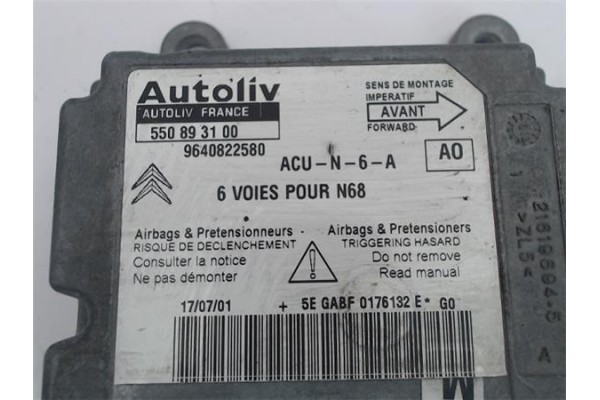 Autoliv
AUTOLIV FRANCE
550 89 31 00
9640822580
SENS DE MONTAGE
IMPERATIF
AVANT
FORWARD
ACU-N-6-A
A0
6 VOIES POUR N68
Airbags & Pretensionneurs
RISQUE DE DECLENCHEMENT
Consulter la notice
Ne pas démonter
Airbags & Pretensioners
TRIGGERING HASARD
Do not remove
Read manual
17/07/01 + 5E GABF 0176132 E* G0
>ZL5<
A
M